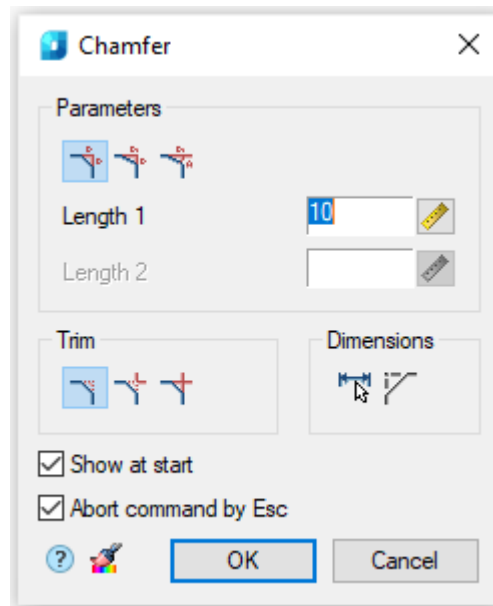 Chamfer
Parameters
Length 1
10
Length 2
Trim
Dimensions
Show at start
Abort command by Esc
OK
Cancel